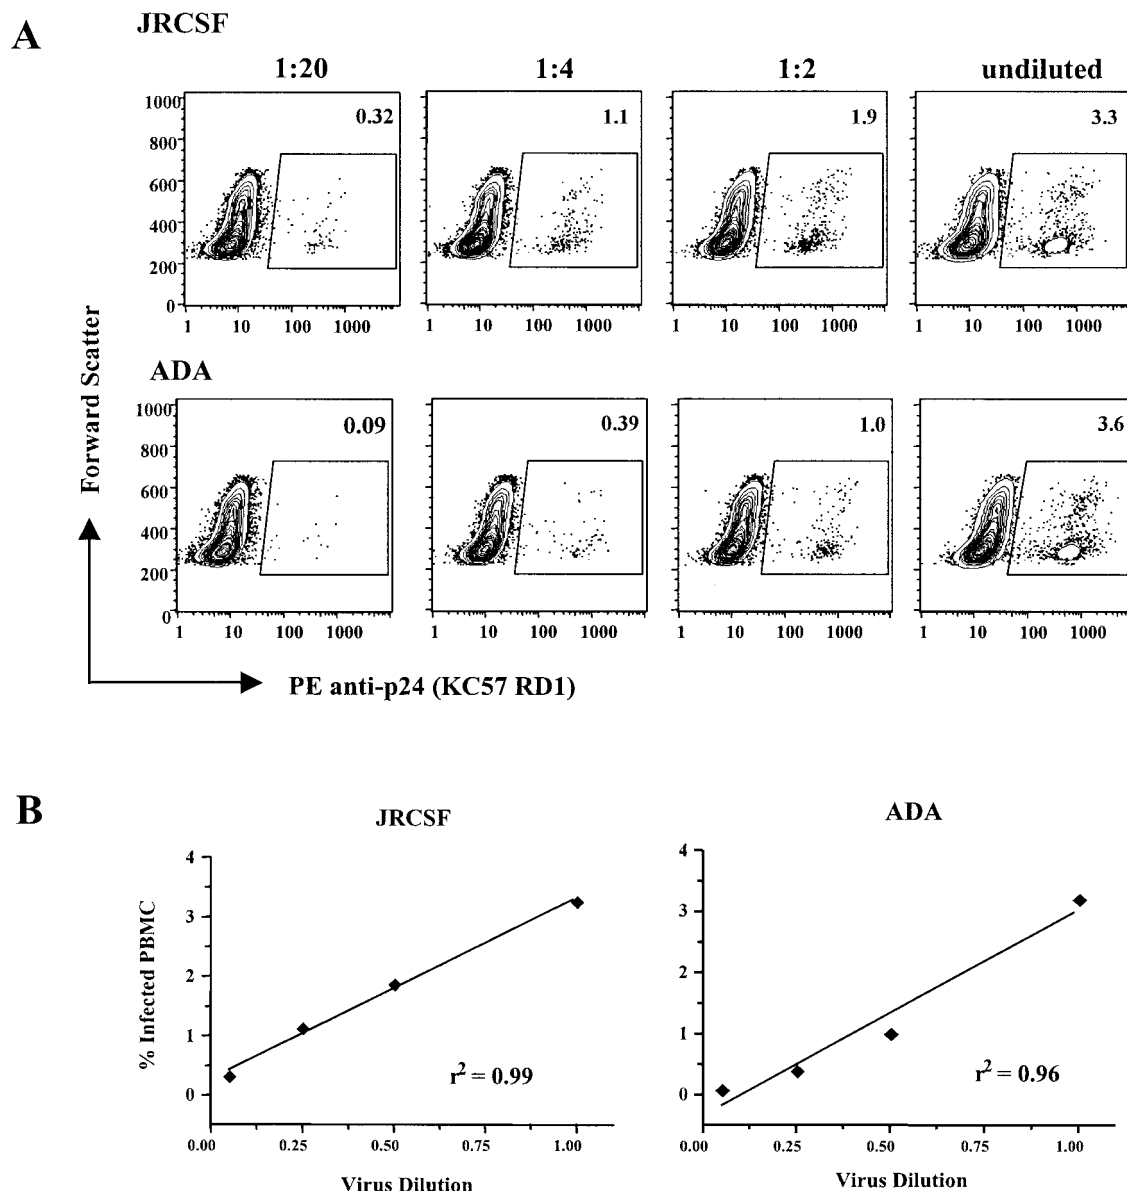 A
JRCSF
1:20 1:4 1:2 undiluted
0.32 1.1 1.9 3.3
1000
800
600
400
200
0
1 10 100 1000 1 10 100 1000 1 10 100 1000 1 10 100 1000
Forward Scatter
ADA
0.09 0.39 1.0 3.6
1000
800
600
400
200
0
1 10 100 1000 1 10 100 1000 1 10 100 1000 1 10 100 1000
PE anti-p24 (KC57 RD1)
B
JRCSF
% Infected PBMC
4
3
2
1
0
r² = 0.99
0.00 0.25 0.50 0.75 1.00
Virus Dilution
ADA
4
3
2
1
0
r² = 0.96
0.00 0.25 0.50 0.75 1.00
Virus Dilution